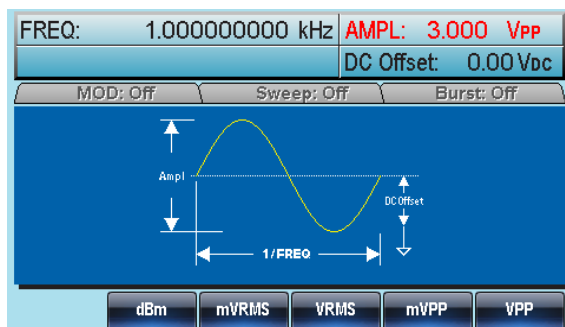 FREQ: 1.000000000 kHz AMPL: 3.000 VPP
DC Offset: 0.00 VDC
MOD: Off Sweep: Off Burst: Off
Ampl
DC Offset
1/FREQ
dBm mVRMS VRMS mVPP VPP